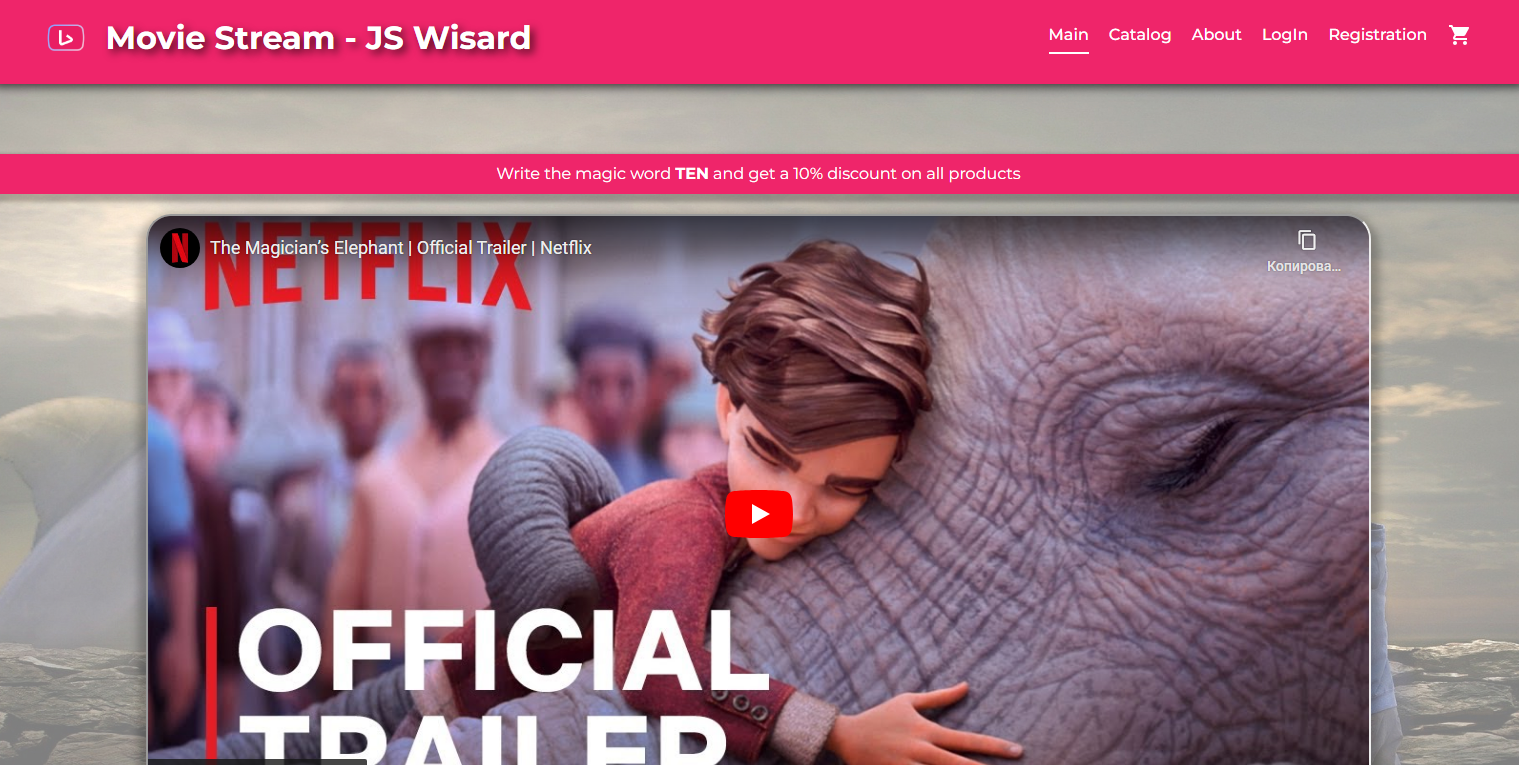 Movie Stream - JS Wisard
Main Catalog About LogIn Registration
Write the magic word TEN and get a 10% discount on all products
NETFLIX
The Magician’s Elephant | Official Trailer | Netflix
Копирова...
OFFICIAL
TRAILER